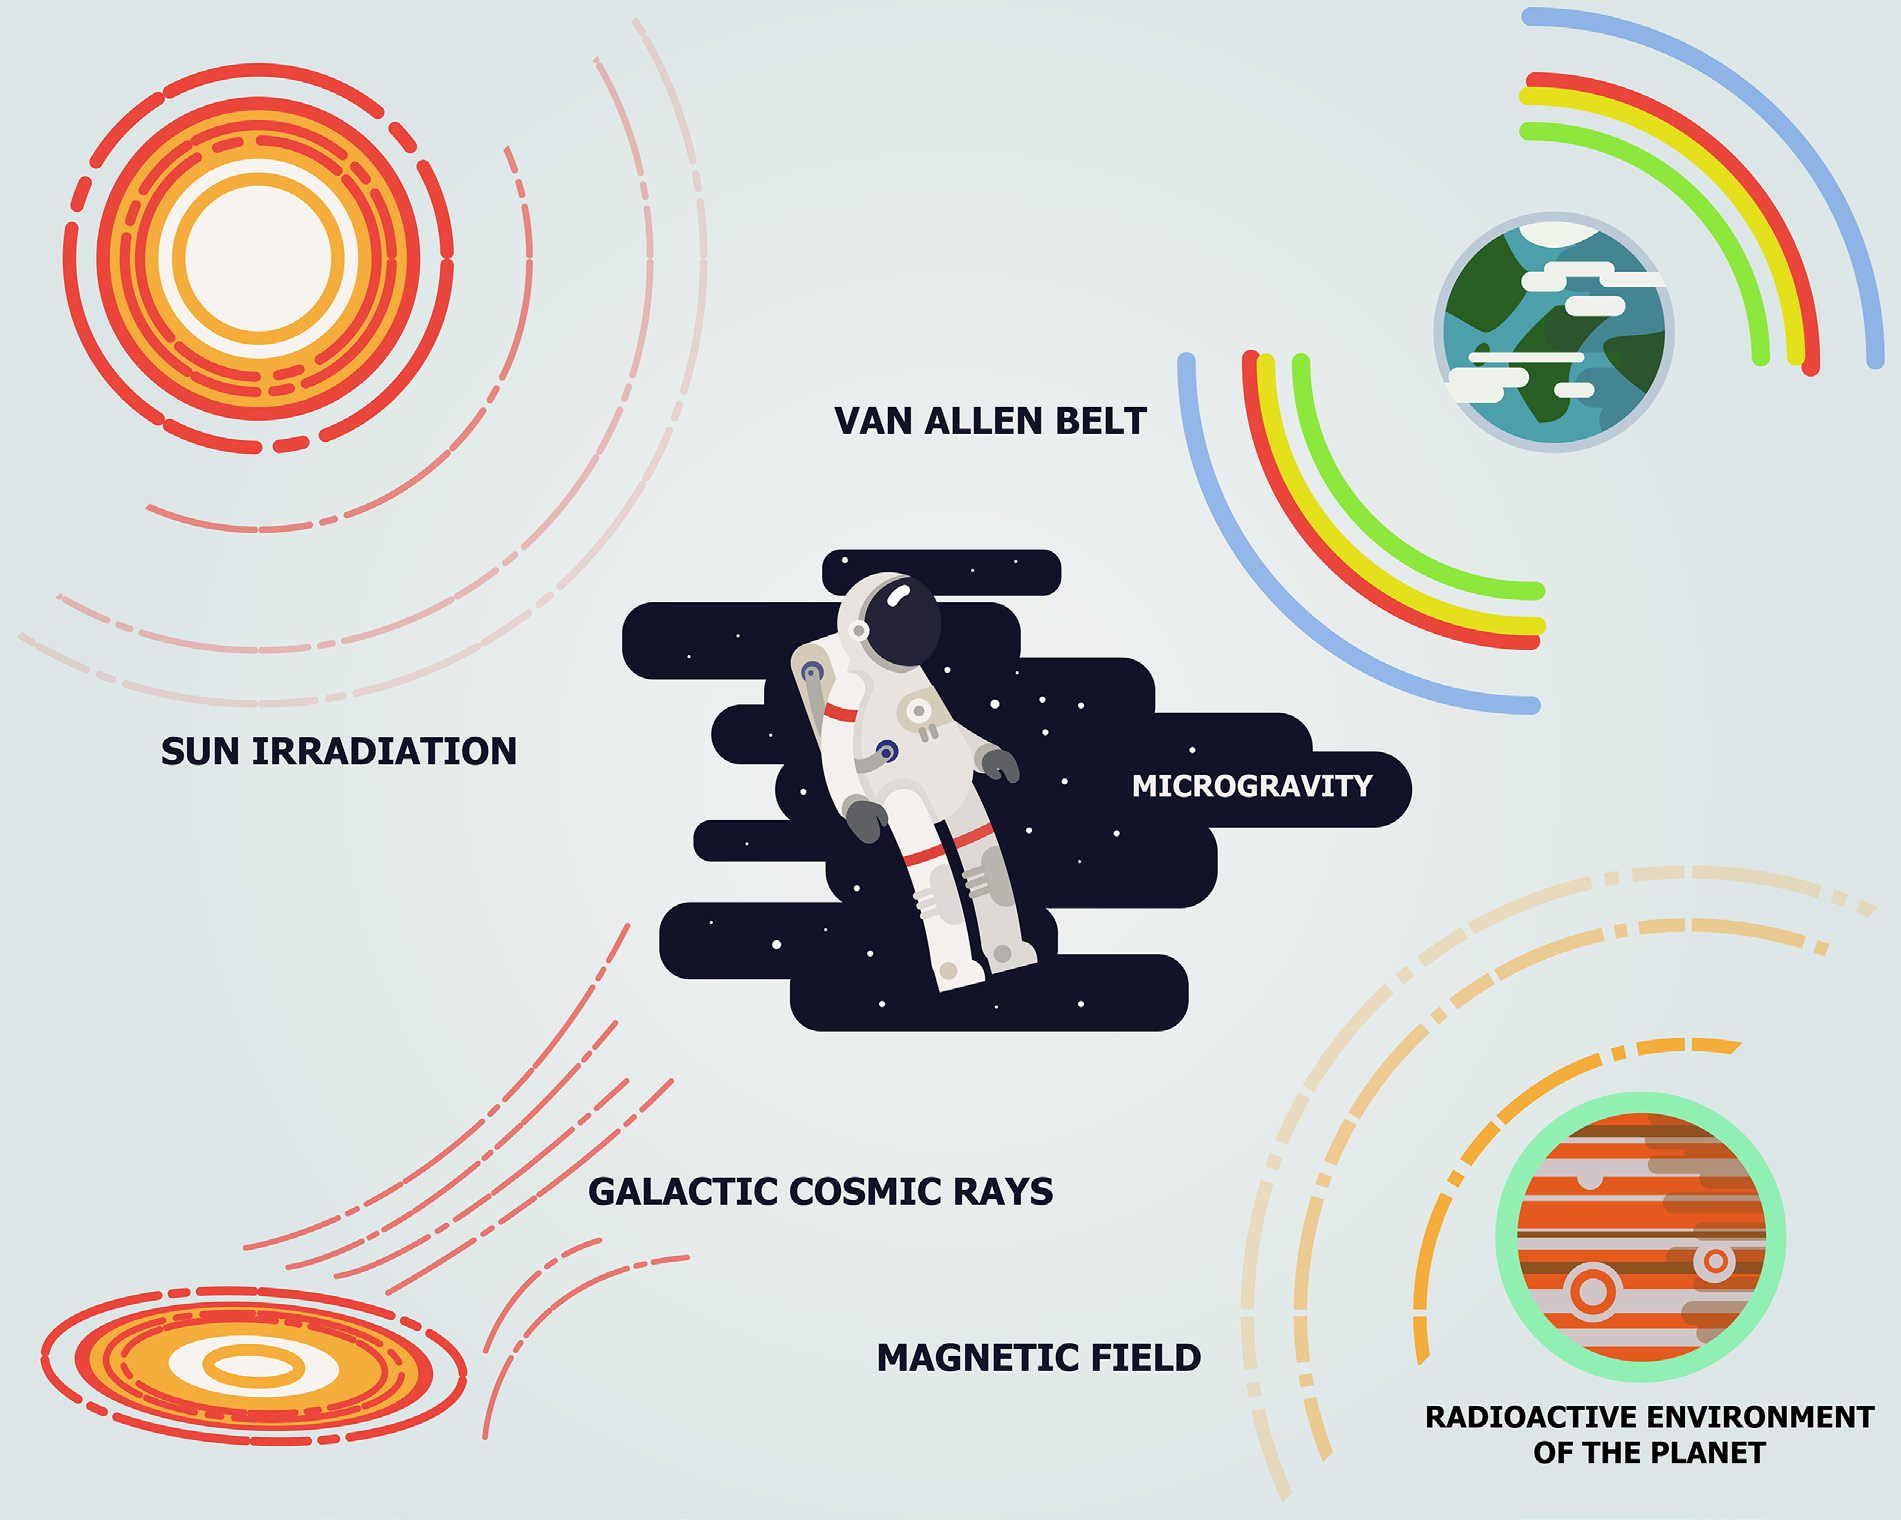 VAN ALLEN BELT
SUN IRRADIATION
MICROGRAVITY
GALACTIC COSMIC RAYS
MAGNETIC FIELD
RADIOACTIVE ENVIRONMENT
OF THE PLANET